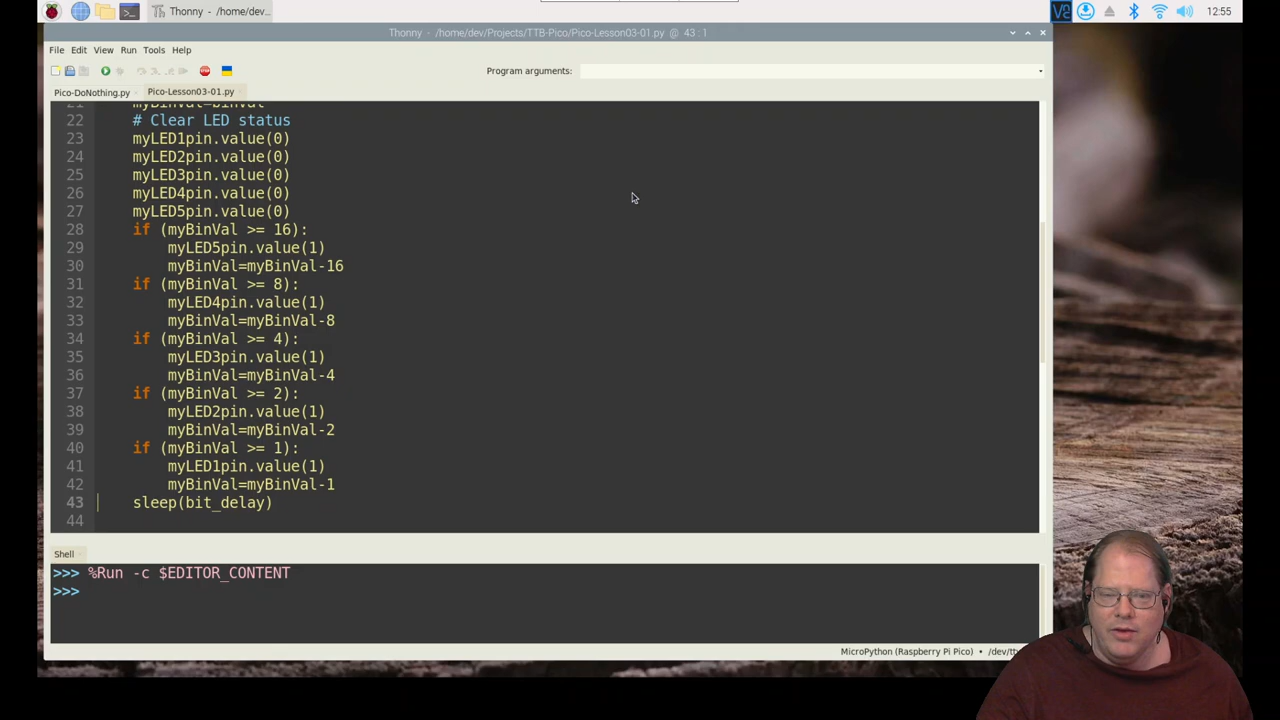 Thonny - /home/dev...
12:55
Thonny - /home/dev/Projects/TTB-Pico/Pico-Lesson03-01.py @ 43 : 1
File Edit View Run Tools Help
Program arguments:
Pico-DoNothing.py Pico-Lesson03-01.py
21 myBinVal=binVal
22 # Clear LED status
23 myLED1pin.value(0)
24 myLED2pin.value(0)
25 myLED3pin.value(0)
26 myLED4pin.value(0)
27 myLED5pin.value(0)
28 if (myBinVal >= 16):
29 myLED5pin.value(1)
30 myBinVal=myBinVal-16
31 if (myBinVal >= 8):
32 myLED4pin.value(1)
33 myBinVal=myBinVal-8
34 if (myBinVal >= 4):
35 myLED3pin.value(1)
36 myBinVal=myBinVal-4
37 if (myBinVal >= 2):
38 myLED2pin.value(1)
39 myBinVal=myBinVal-2
40 if (myBinVal >= 1):
41 myLED1pin.value(1)
42 myBinVal=myBinVal-1
43 sleep(bit_delay)
44
Shell
>>> %Run -c $EDITOR_CONTENT
>>>
MicroPython (Raspberry Pi Pico) • /dev/tt